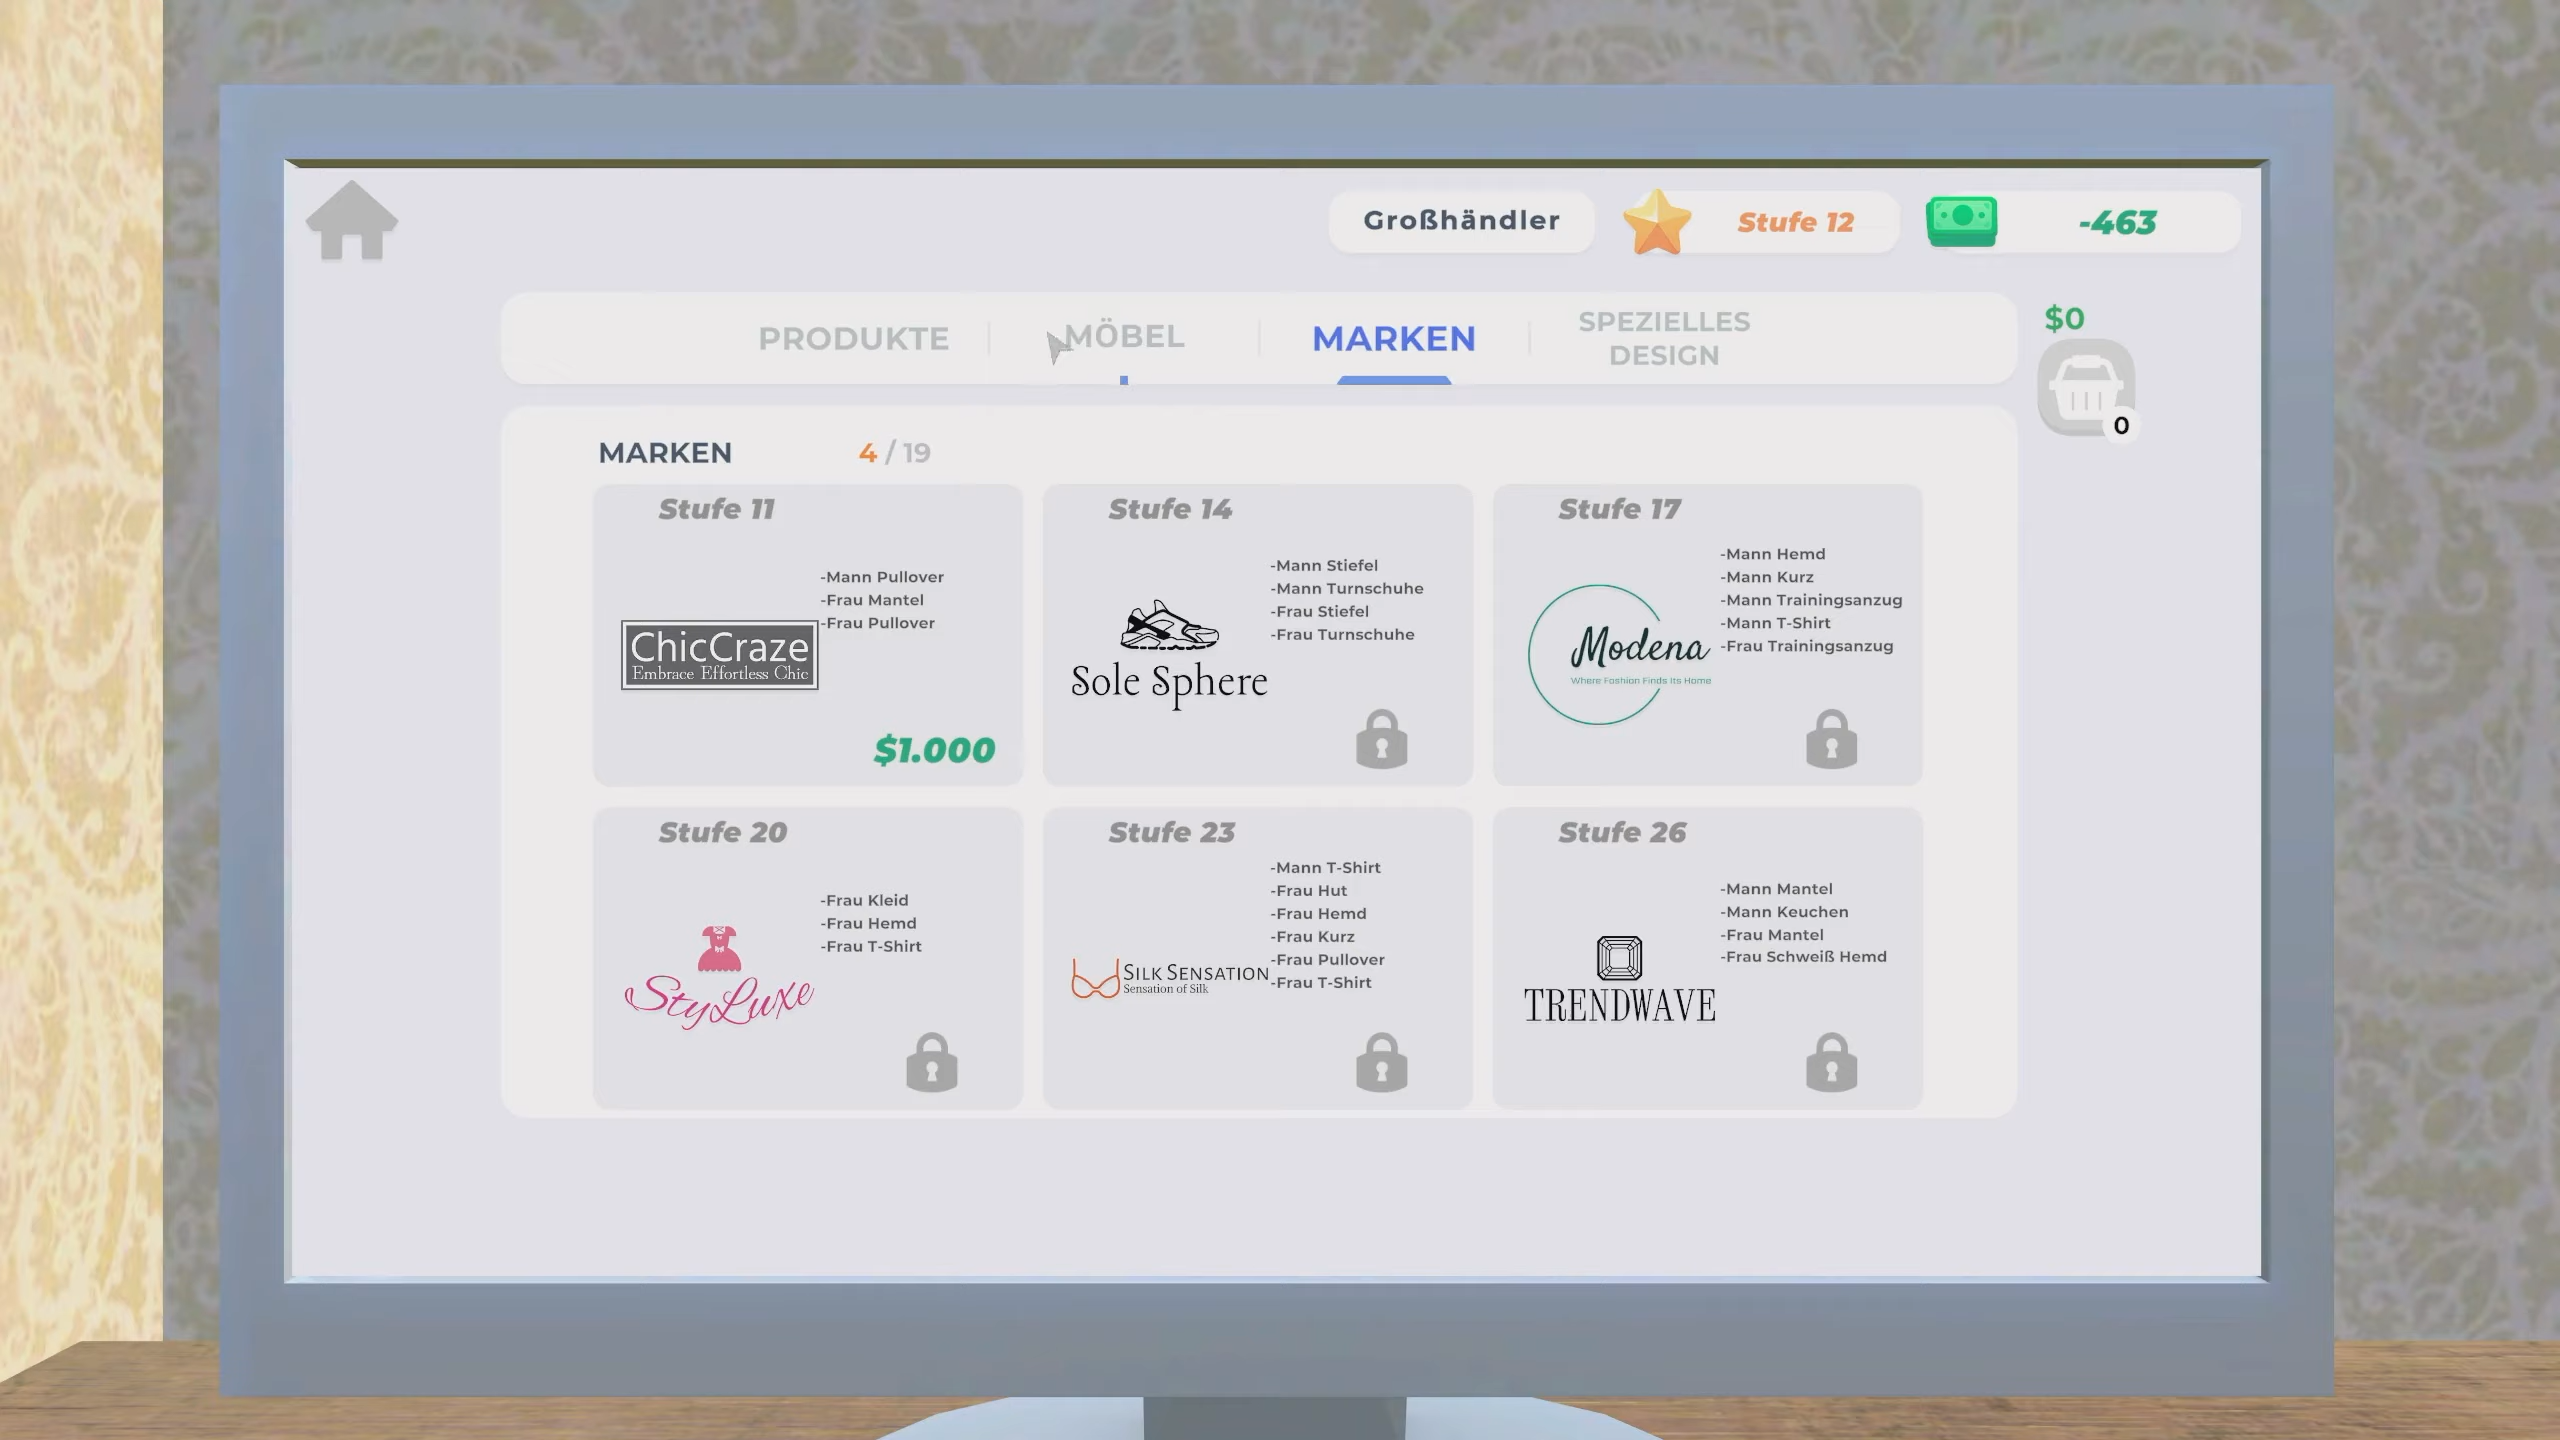 Großhändler
Stufe 12
-463
PRODUKTE
MÖBEL
MARKEN
SPEZIELLES
DESIGN
$0
0
MARKEN
4 / 19
Stufe 11
-Mann Pullover
-Frau Mantel
-Frau Pullover
ChicCraze
Embrace Effortless Chic
$1.000
Stufe 14
-Mann Stiefel
-Mann Turnschuhe
-Frau Stiefel
-Frau Turnschuhe
Sole Sphere
Stufe 17
-Mann Hemd
-Mann Kurz
-Mann Trainingsanzug
-Mann T-Shirt
-Frau Trainingsanzug
Modena
Where Fashion Finds Its Home
Stufe 20
-Frau Kleid
-Frau Hemd
-Frau T-Shirt
StyLuxe
Stufe 23
-Mann T-Shirt
-Frau Hut
-Frau Hemd
-Frau Kurz
-Frau Pullover
-Frau T-Shirt
SILK SENSATION
Sensation of Silk
Stufe 26
-Mann Mantel
-Mann Keuchen
-Frau Mantel
-Frau Schweiß Hemd
TRENDWAVE